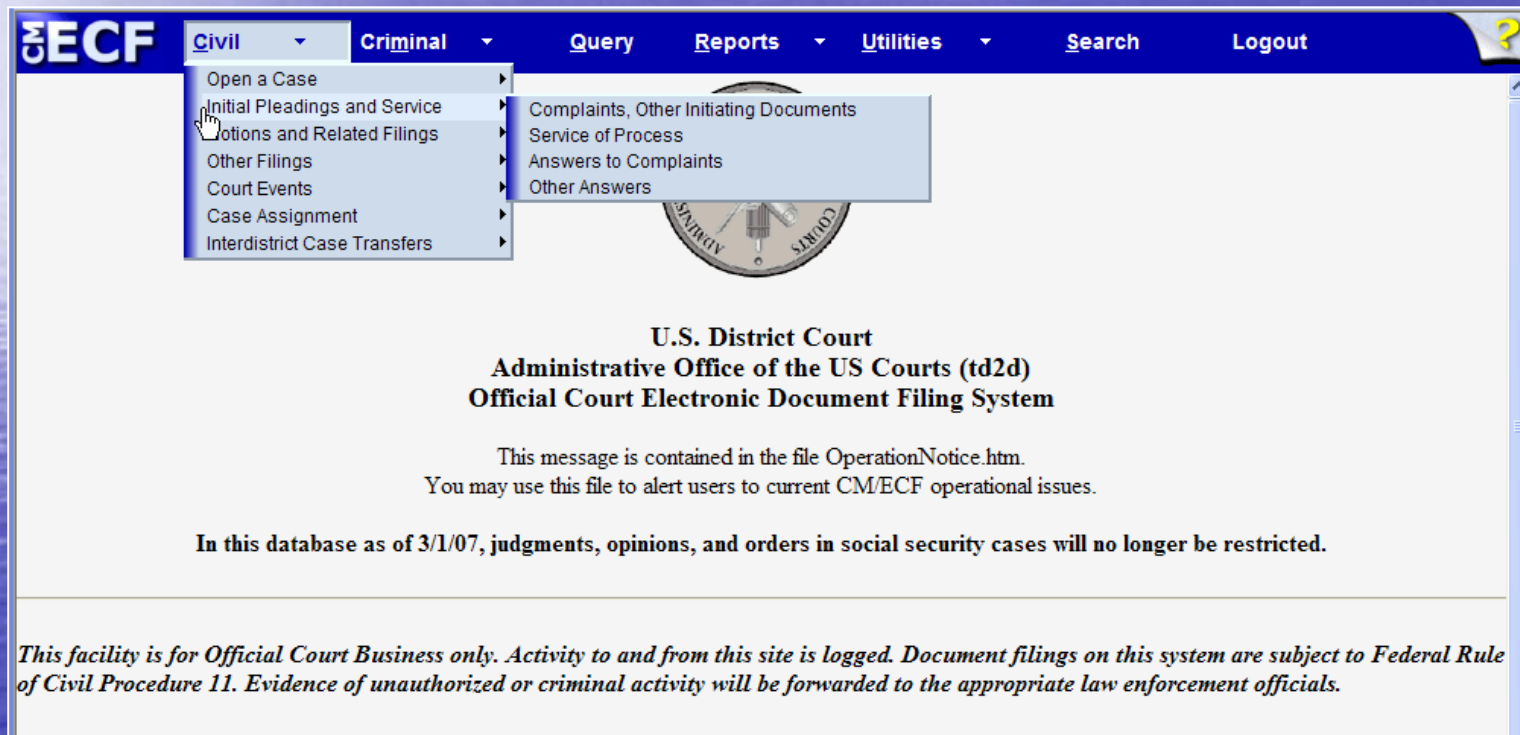 CM ECF Civil Criminal Query Reports Utilities Search Logout ?
Open a Case
Initial Pleadings and Service
Motions and Related Filings
Other Filings
Court Events
Case Assignment
Interdistrict Case Transfers
Complaints, Other Initiating Documents
Service of Process
Answers to Complaints
Other Answers
COURTS
U.S. District Court
Administrative Office of the US Courts (td2d)
Official Court Electronic Document Filing System
This message is contained in the file OperationNotice.htm.
You may use this file to alert users to current CM/ECF operational issues.
In this database as of 3/1/07, judgments, opinions, and orders in social security cases will no longer be restricted.
This facility is for Official Court Business only. Activity to and from this site is logged. Document filings on this system are subject to Federal Rule
of Civil Procedure 11. Evidence of unauthorized or criminal activity will be forwarded to the appropriate law enforcement officials.